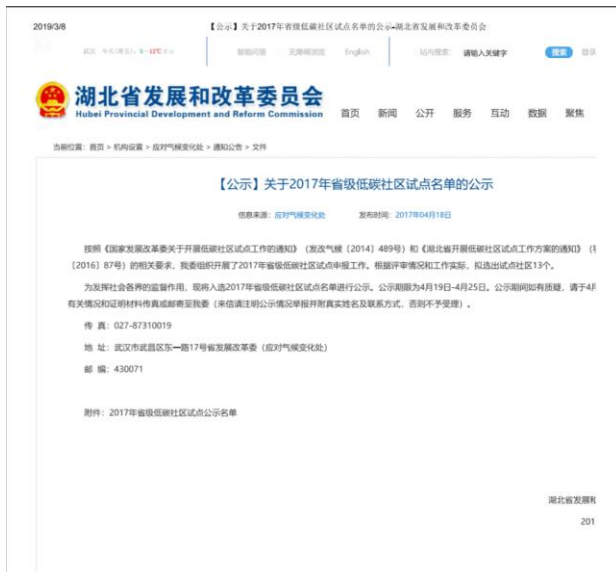 2019/3/8
【公示】关于2017年省级低碳社区试点名单的公示-湖北省发展和改革委员会
智能问答 无障碍浏览 English 站内搜索: 请输入关键字 搜索 登录
湖北省发展和改革委员会
Hubei Provincial Development and Reform Commission
首页 新闻 公开 服务 互动 数据 聚焦
当前位置: 首页 > 机构设置 > 应对气候变化处 > 通知公告 > 文件
【公示】关于2017年省级低碳社区试点名单的公示
信息来源: 应对气候变化处 发布时间: 2017年04月18日
按照《国家发展改革委关于开展低碳社区试点工作的通知》（发改气候〔2014〕489号）和《湖北省开展低碳社区试点工作方案的通知》
〔2016〕87号）的相关要求，我委组织开展了2017年省级低碳社区试点申报工作。根据评审情况和工作实际，拟选出试点社区13个。
为发挥社会各界的监督作用，现将入选2017年省级低碳社区试点名单进行公示。公示期限为4月19日-4月25日。公示期间如有质疑，请于4月
有关情况和证明材料传真或邮寄至我委（来信请注明公示情况举报并附真实姓名及联系方式，否则不予受理）。
传 真：027-87310019
地 址：武汉市武昌区东一路17号省发展改革委（应对气候变化处）
邮 编：430071
附件：2017年省级低碳社区试点公示名单
湖北省发展和
201